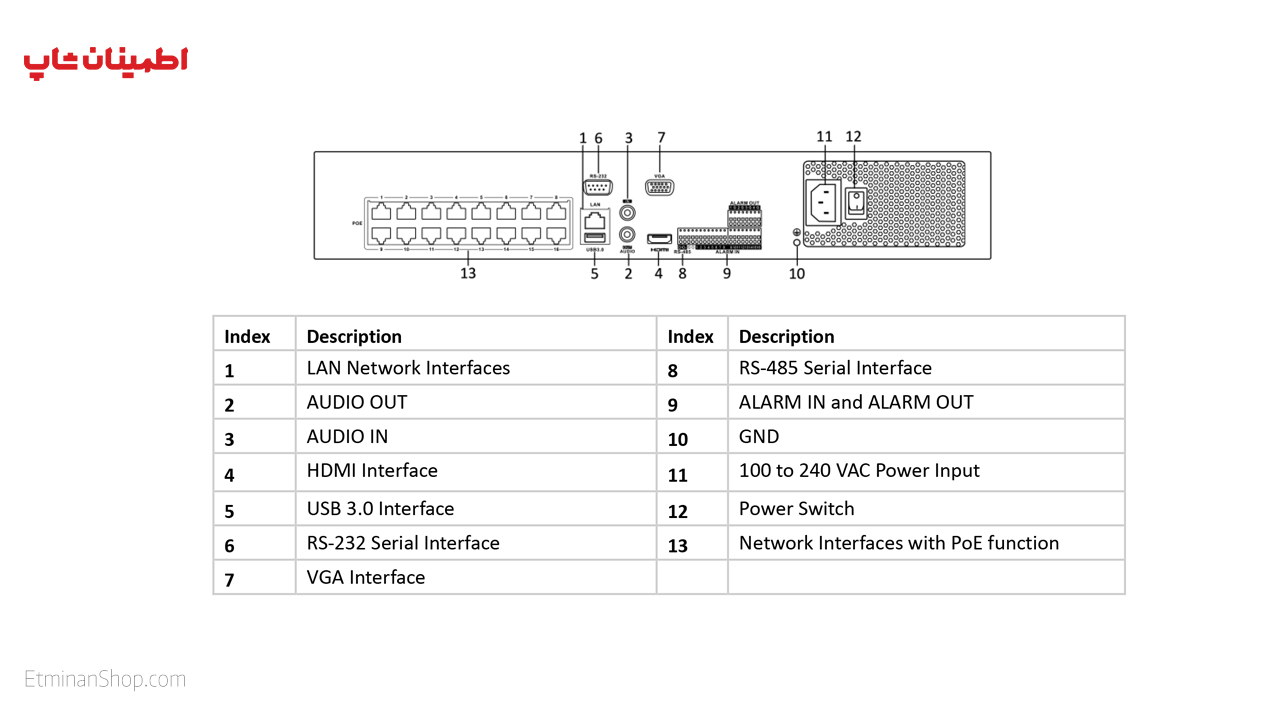 اطمینان شاپ
1 6 3 7 11 12
RS-232 VGA
1 2 3 4 5 6 7 8
LAN IN ALARM OUT
POE
9 10 11 12 13 14 15 16
USB3.0 AUDIO HDMI RS-485 ALARM IN
13 5 2 4 8 9 10
Index Description Index Description
1 LAN Network Interfaces 8 RS-485 Serial Interface
2 AUDIO OUT 9 ALARM IN and ALARM OUT
3 AUDIO IN 10 GND
4 HDMI Interface 11 100 to 240 VAC Power Input
5 USB 3.0 Interface 12 Power Switch
6 RS-232 Serial Interface 13 Network Interfaces with PoE function
7 VGA Interface
EtminanShop.com